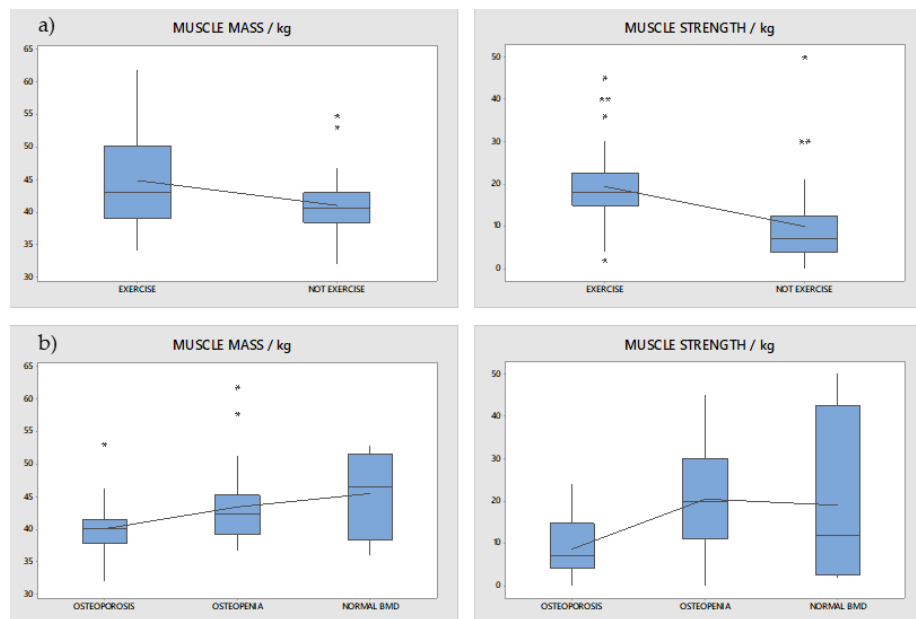 a)
MUSCLE MASS / kg
65
60
55
50
45
40
35
30
EXERCISE NOT EXERCISE
MUSCLE STRENGTH / kg
50
40
30
20
10
0
EXERCISE NOT EXERCISE
b)
MUSCLE MASS / kg
65
60
55
50
45
40
35
30
OSTEOPOROSIS OSTEOPENIA NORMAL BMD
MUSCLE STRENGTH / kg
50
40
30
20
10
0
OSTEOPOROSIS OSTEOPENIA NORMAL BMD